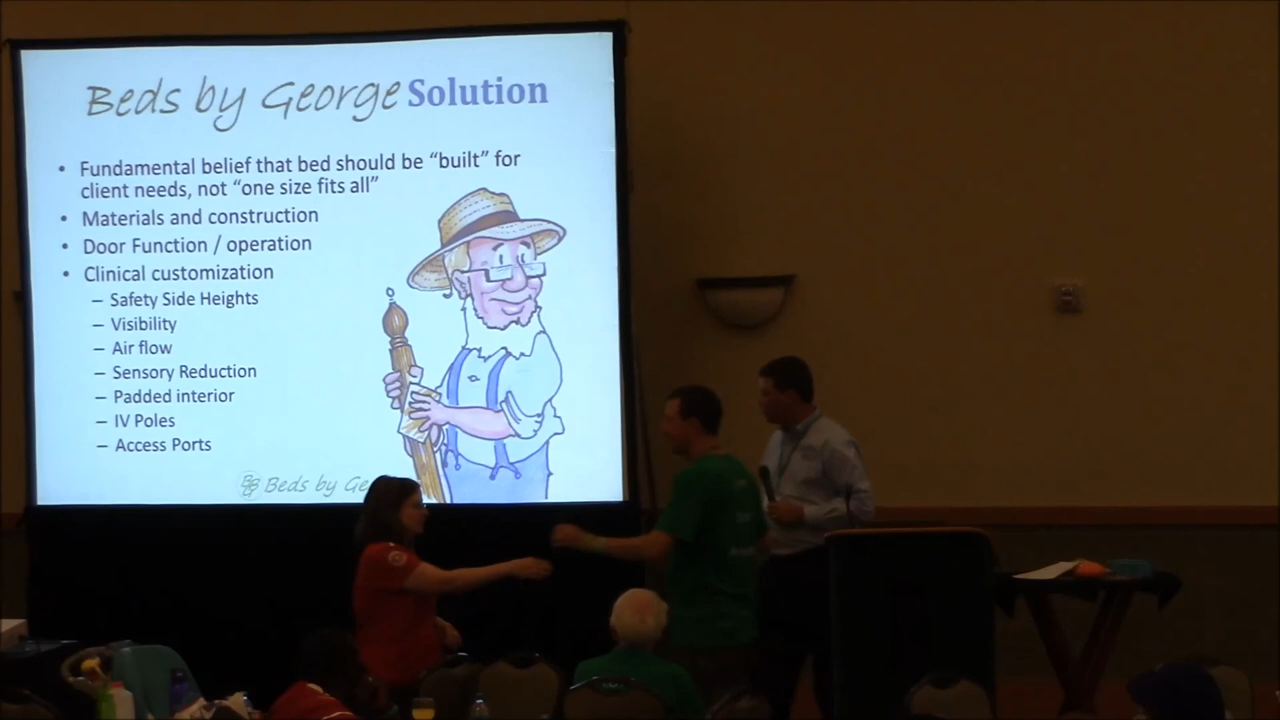 Beds by George Solution
• Fundamental belief that bed should be “built” for
client needs, not “one size fits all”
• Materials and construction
• Door Function / operation
• Clinical customization
– Safety Side Heights
– Visibility
– Air flow
– Sensory Reduction
– Padded interior
– IV Poles
– Access Ports
Beds by Ge